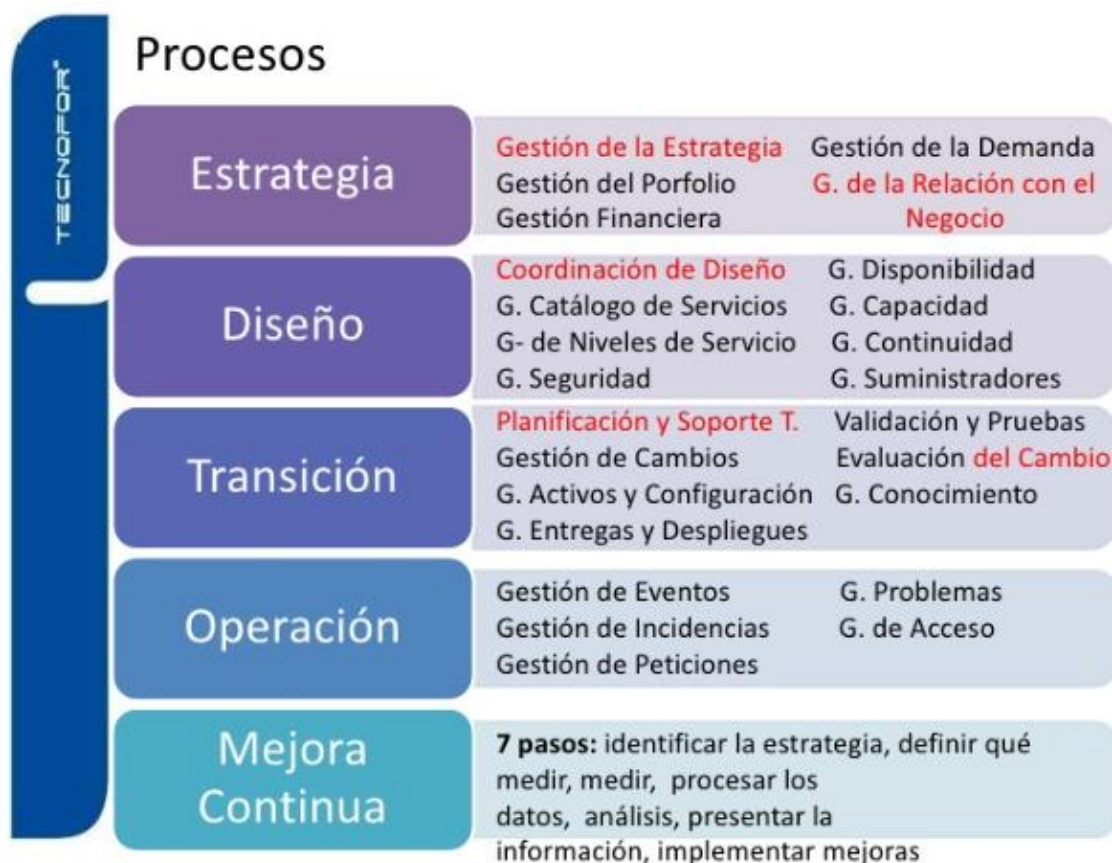 TECNOFOR
Procesos
Estrategia
Gestión de la Estrategia
Gestión del Porfolio
Gestión Financiera
Gestión de la Demanda
G. de la Relación con el
Negocio
Diseño
Coordinación de Diseño
G. Catálogo de Servicios
G- de Niveles de Servicio
G. Seguridad
G. Disponibilidad
G. Capacidad
G. Continuidad
G. Suministradores
Transición
Planificación y Soporte T.
Gestión de Cambios
G. Activos y Configuración
G. Entregas y Despliegues
Validación y Pruebas
Evaluación del Cambio
G. Conocimiento
Operación
Gestión de Eventos
Gestión de Incidencias
Gestión de Peticiones
G. Problemas
G. de Acceso
Mejora
Continua
7 pasos: identificar la estrategia, definir qué
medir, medir, procesar los
datos, análisis, presentar la
información, implementar mejoras